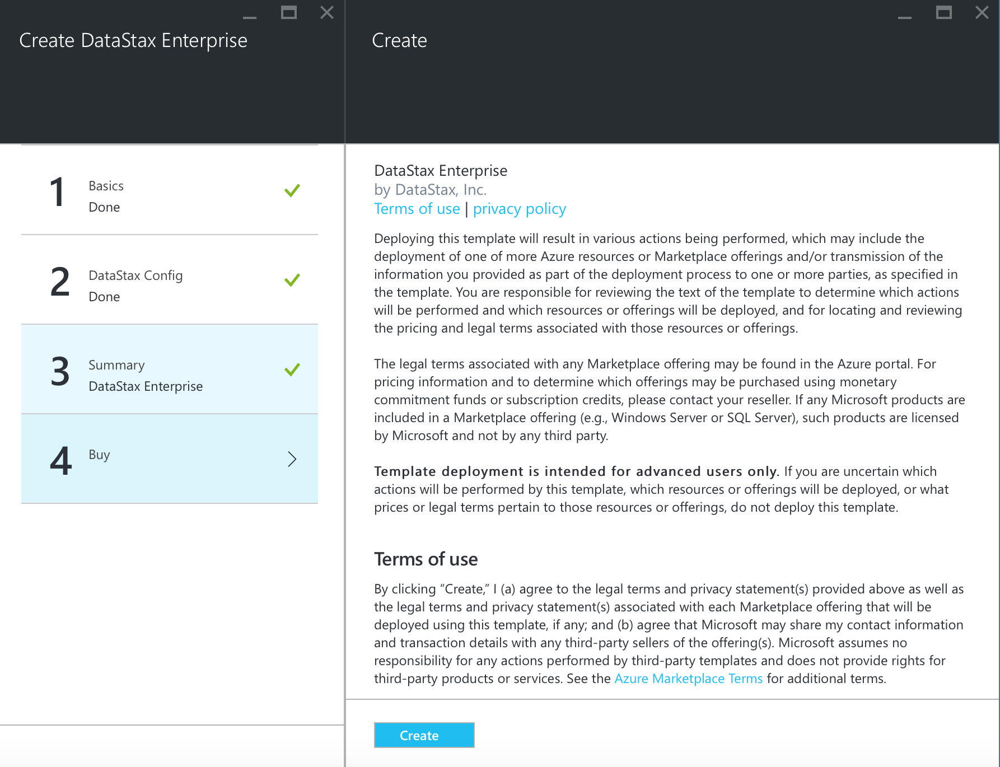 Create DataStax Enterprise
1
Basics
Done
2
DataStax Config
Done
3
Summary
DataStax Enterprise
4
Buy
Create
DataStax Enterprise
by DataStax, Inc.
Terms of use | privacy policy
Deploying this template will result in various actions being performed, which may include the
deployment of one of more Azure resources or Marketplace offerings and/or transmission of the
information you provided as part of the deployment process to one or more parties, as specified in
the template. You are responsible for reviewing the text of the template to determine which actions
will be performed and which resources or offerings will be deployed, and for locating and reviewing
the pricing and legal terms associated with those resources or offerings.
The legal terms associated with any Marketplace offering may be found in the Azure portal. For
pricing information and to determine which offerings may be purchased using monetary
commitment funds or subscription credits, please contact your reseller. If any Microsoft products are
included in a Marketplace offering (e.g., Windows Server or SQL Server), such products are licensed
by Microsoft and not by any third party.
Template deployment is intended for advanced users only. If you are uncertain which
actions will be performed by this template, which resources or offerings will be deployed, or what
prices or legal terms pertain to those resources or offerings, do not deploy this template.
Terms of use
By clicking “Create,” I (a) agree to the legal terms and privacy statement(s) provided above as well as
the legal terms and privacy statement(s) associated with each Marketplace offering that will be
deployed using this template, if any; and (b) agree that Microsoft may share my contact information
and transaction details with any third-party sellers of the offering(s). Microsoft assumes no
responsibility for any actions performed by third-party templates and does not provide rights for
third-party products or services. See the Azure Marketplace Terms for additional terms.
Create